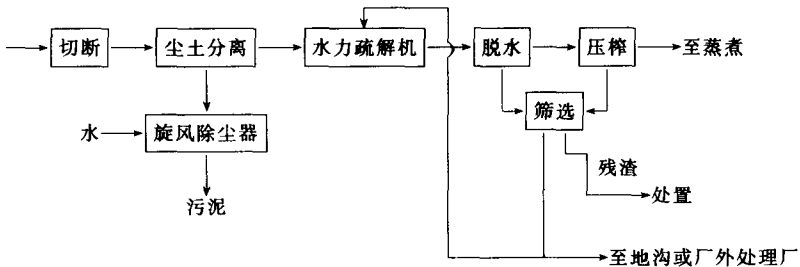 切断
尘土分离
水力疏解机
脱水
压榨
至蒸煮
筛选
水
旋风除尘器
残渣
处置
污泥
至地沟或厂外处理厂